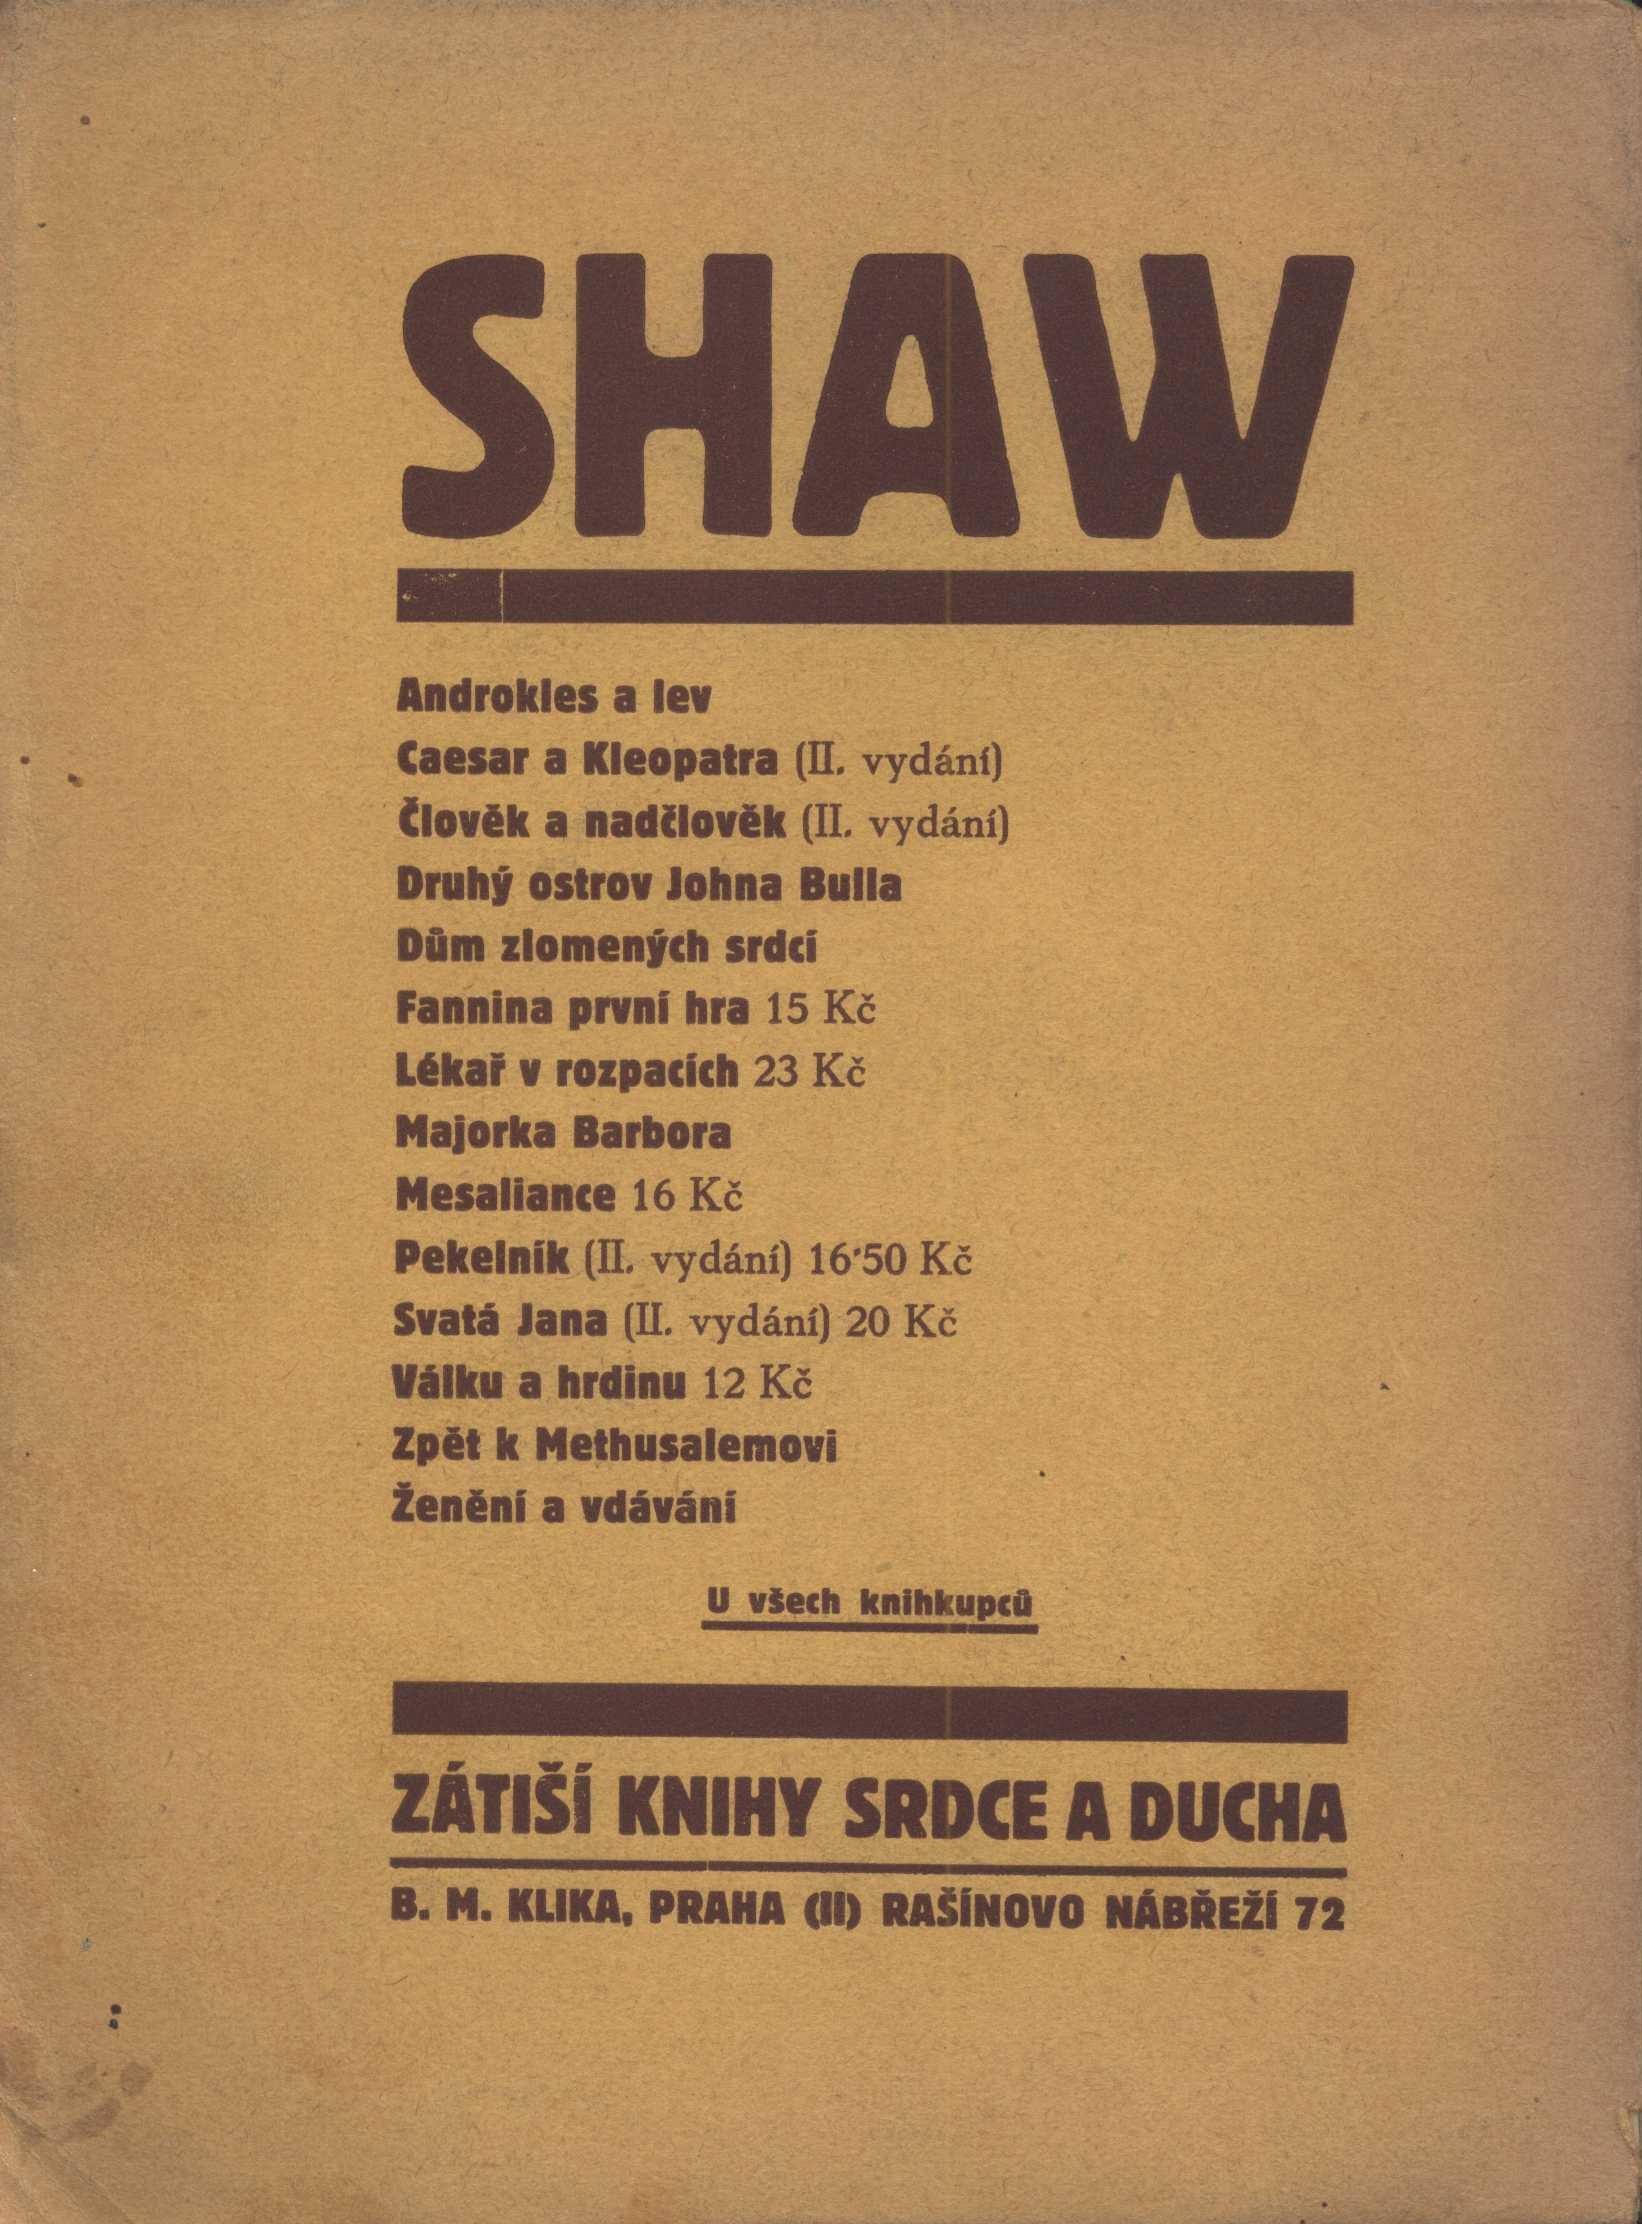 SHAW
Androkles a lev
Caesar a Kleopatra (II. vydání)
Člověk a nadčlověk (II. vydání)
Druhý ostrov Johna Bulla
Dům zlomených srdcí
Fannina první hra 15 Kč
Lékař v rozpacích 23 Kč
Majorka Barbora
Mesaliance 16 Kč
Pekelník (II. vydání) 16·50 Kč
Svatá Jana (II. vydání) 20 Kč
Válku a hrdinu 12 Kč
Zpět k Methusalemovi
Ženění a vdávání
U všech knihkupců
ZÁTIŠÍ KNIHY SRDCE A DUCHA
B. M. KLIKA, PRAHA (II) RAŠÍNOVO NÁBŘEŽÍ 72